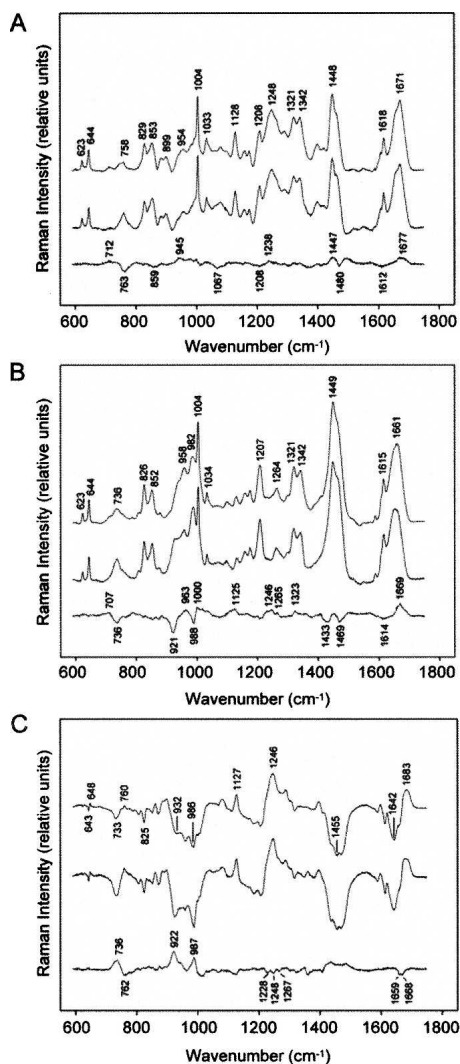 A
Raman Intensity (relative units)
623 644 758 829 853 899 954 1004 1033 1128 1208 1248 1321 1342 1448 1618 1671
712 763 859 945 1067 1208 1238 1447 1480 1612 1677
600 800 1000 1200 1400 1600 1800
Wavenumber (cm-1)
B
Raman Intensity (relative units)
623 644 736 826 852 958 982 1004 1034 1207 1264 1321 1342 1449 1615 1661
707 736 921 963 988 1000 1125 1246 1265 1323 1433 1469 1614 1669
600 800 1000 1200 1400 1600 1800
Wavenumber (cm-1)
C
Raman Intensity (relative units)
643 648 733 760 825 932 986 1127 1246 1455 1642 1683
736 762 922 987 1228 1248 1267 1659 1668
600 800 1000 1200 1400 1600 1800
Wavenumber (cm-1)